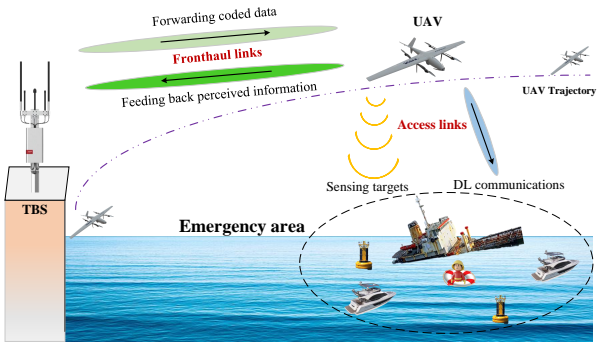 Forwarding coded data
UAV
Fronthaul links
Feeding back perceived information
UAV Trajectory
Access links
Sensing targets
DL communications
TBS
Emergency area